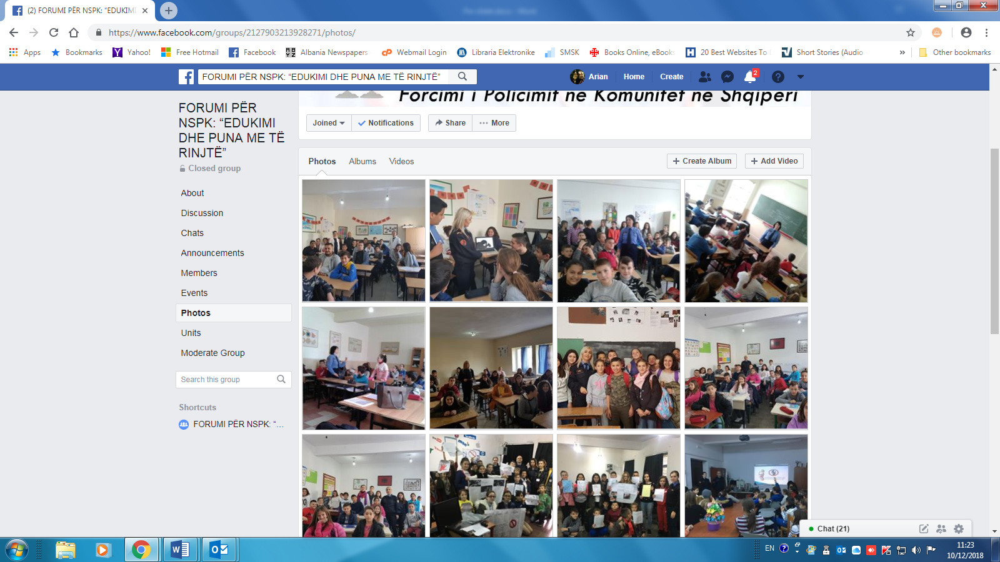 (2) FORUMI PËR NSPK: “EDUKIMI
https://www.facebook.com/groups/2127903213928271/photos/
Apps Bookmarks Yahoo! Free Hotmail Facebook Albania Newspapers Webmail Login Libraria Elektronike SMSK Books Online, eBooks 20 Best Websites To Short Stories (Audio » Other bookmarks
FORUMI PËR NSPK: “EDUKIMI DHE PUNA ME TË RINJTË”
Arian Home Create 2
Forcimi i Policimit në Komunitet në Shqipëri
FORUMI PËR
NSPK: “EDUKIMI
DHE PUNA ME TË
RINJTË”
Closed group
Joined Notifications Share More
Photos Albums Videos
+ Create Album + Add Video
About
Discussion
Chats
Announcements
Members
Events
Photos
Units
Moderate Group
Search this group
Shortcuts
FORUMI PËR NSPK: “...
Chat (21)
EN
11:23
10/12/2018